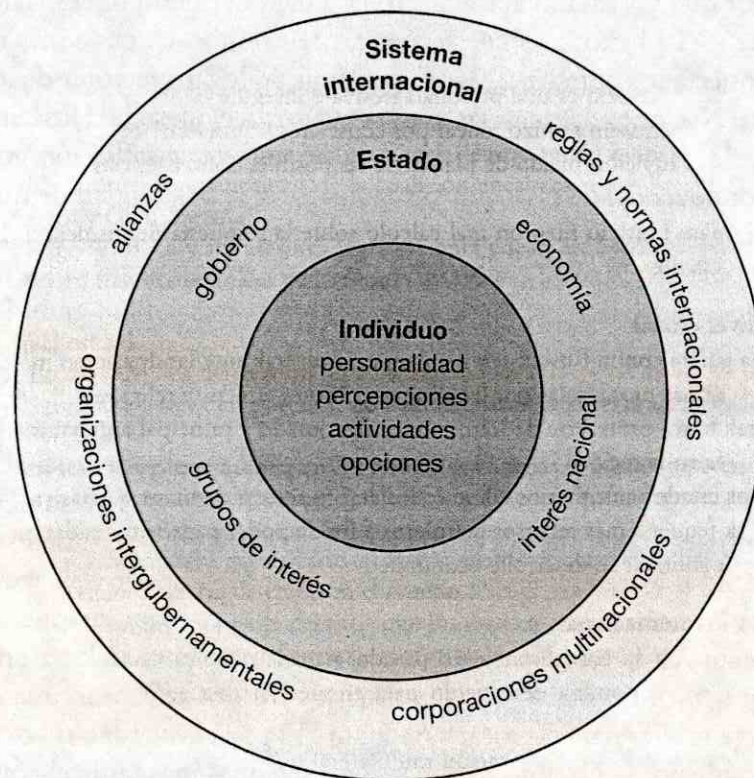 Sistema
internacional
alianzas
reglas y normas internacionales
organizaciones intergubernamentales
corporaciones multinacionales
Estado
gobierno
economía
grupos de interés
interés nacional
Individuo
personalidad
percepciones
actividades
opciones